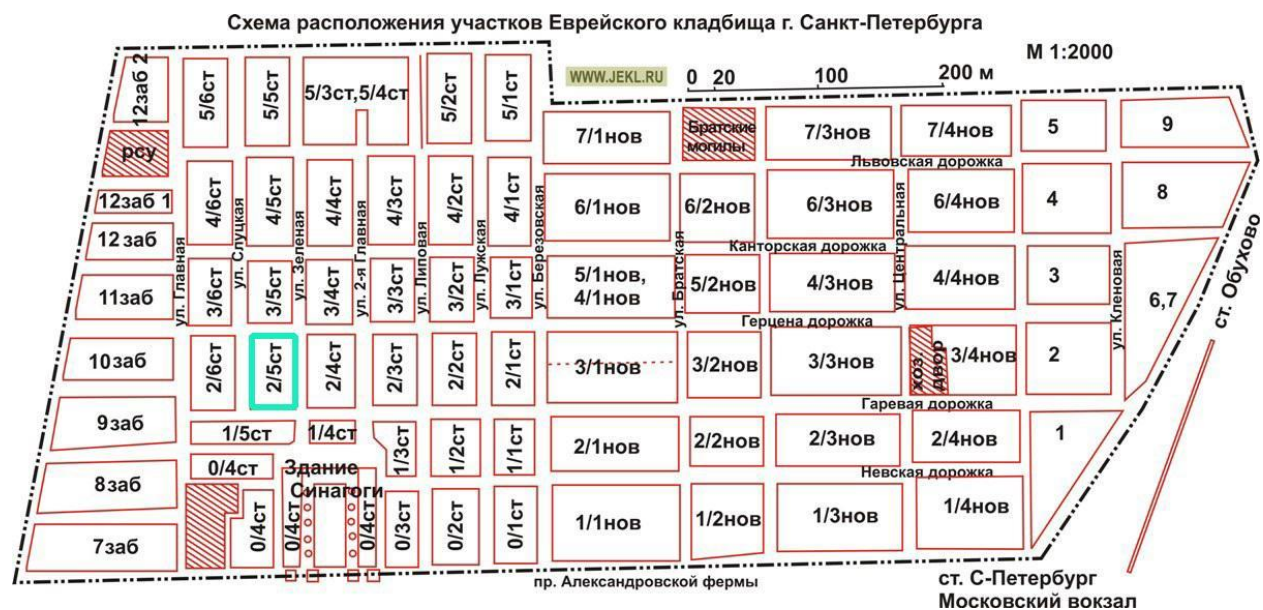 Схема расположения участков Еврейского кладбища г. Санкт-Петербурга
М 1:2000
WWW.JEKL.RU
0 20 100 200 м
12заб 2
5/6ст
5/5ст
5/3ст,5/4ст
5/2ст
5/1ст
7/1нов
Братские
могилы
7/3нов
7/4нов
5
9
рсу
Львовская дорожка
12заб 1
4/6ст
4/5ст
4/4ст
4/3ст
4/2ст
4/1ст
6/1нов
6/2нов
6/3нов
6/4нов
4
8
12 заб
Канторская дорожка
ул. Главная
ул. Слуцкая
ул. Зеленая
ул. 2-я Главная
ул. Липовая
ул. Лужская
ул. Березовская
ул. Братская
ул. Центральная
ул. Кленовая
ст. Обухово
11заб
3/6ст
3/5ст
3/4ст
3/3ст
3/2ст
3/1ст
5/1нов,
4/1нов
5/2нов
4/3нов
4/4нов
3
6,7
Герцена дорожка
10заб
2/6ст
2/5ст
2/4ст
2/3ст
2/2ст
2/1ст
3/1нов
3/2нов
3/3нов
хоз.
двор
3/4нов
2
Гаревая дорожка
9заб
1/5ст
1/4ст
1/3ст
1/2ст
1/1ст
2/1нов
2/2нов
2/3нов
2/4нов
1
Невская дорожка
8заб
0/4ст
Здание
Синагоги
7заб
0/4ст
0/4ст
0/4ст
0/3ст
0/2ст
0/1ст
1/1нов
1/2нов
1/3нов
1/4нов
пр. Александровской фермы
ст. С-Петербург
Московский вокзал